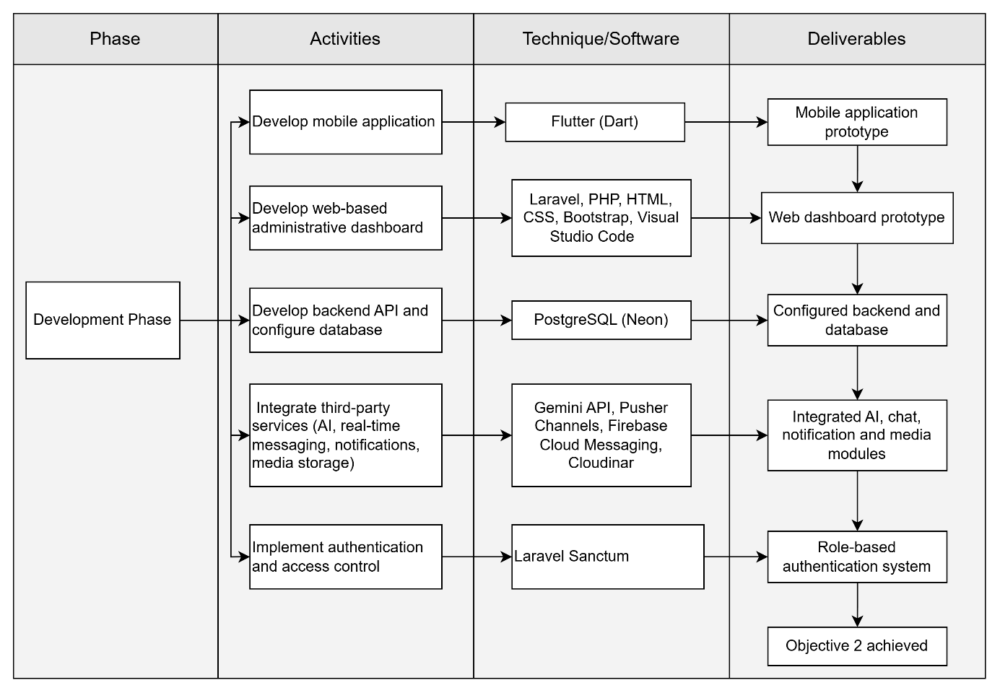 Phase
Activities
Technique/Software
Deliverables
Development Phase
Develop mobile application
Flutter (Dart)
Mobile application
prototype
Develop web-based
administrative dashboard
Laravel, PHP, HTML,
CSS, Bootstrap, Visual
Studio Code
Web dashboard prototype
Develop backend API and
configure database
PostgreSQL (Neon)
Configured backend and
database
Integrate third-party
services (AI, real-time
messaging, notifications,
media storage)
Gemini API, Pusher
Channels, Firebase
Cloud Messaging,
Cloudinar
Integrated AI, chat,
notification and media
modules
Implement authentication
and access control
Laravel Sanctum
Role-based
authentication system
Objective 2 achieved